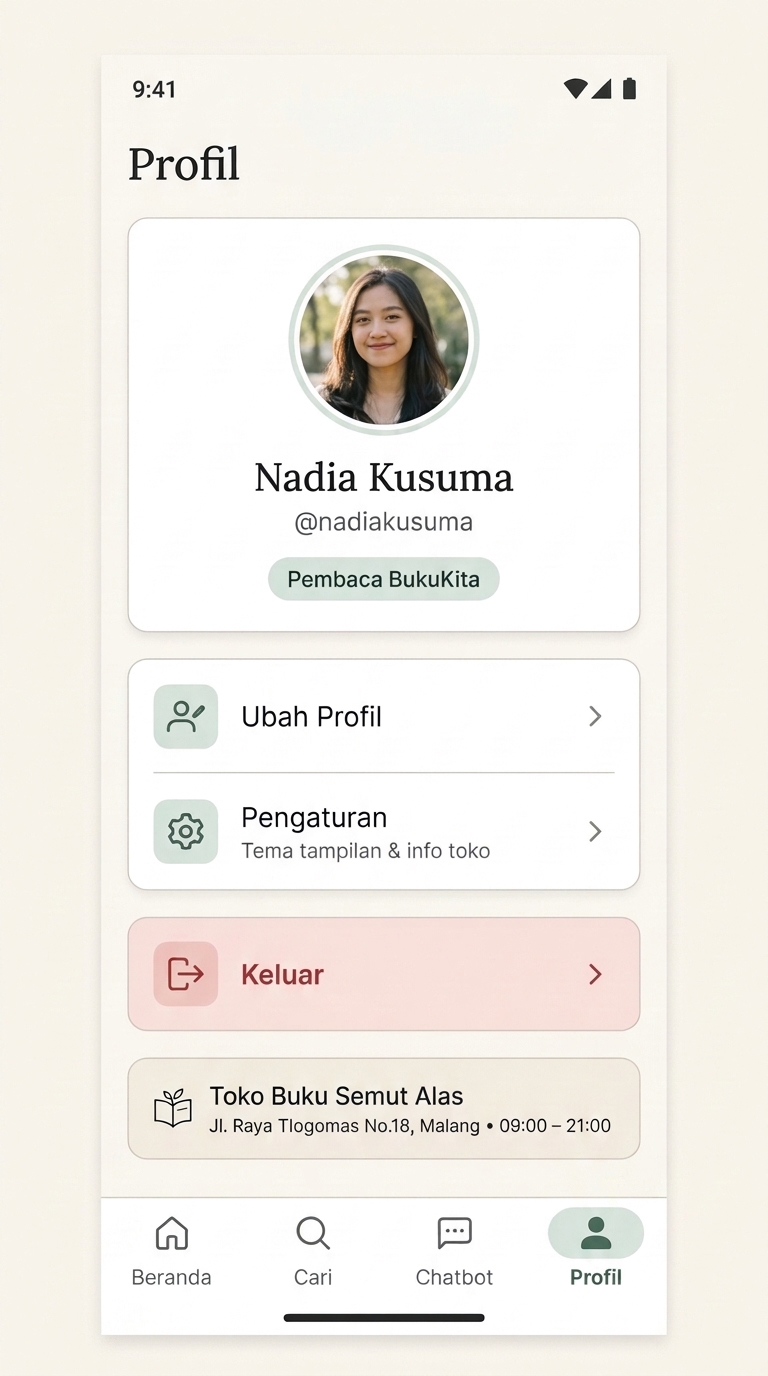 9:41
Profil
Nadia Kusuma
@nadiakusuma
Pembaca BukuKita
Ubah Profil
Pengaturan
Tema tampilan & info toko
Keluar
Toko Buku Semut Alas
Jl. Raya Tlogomas No.18, Malang • 09:00 – 21:00
Beranda
Cari
Chatbot
Profil